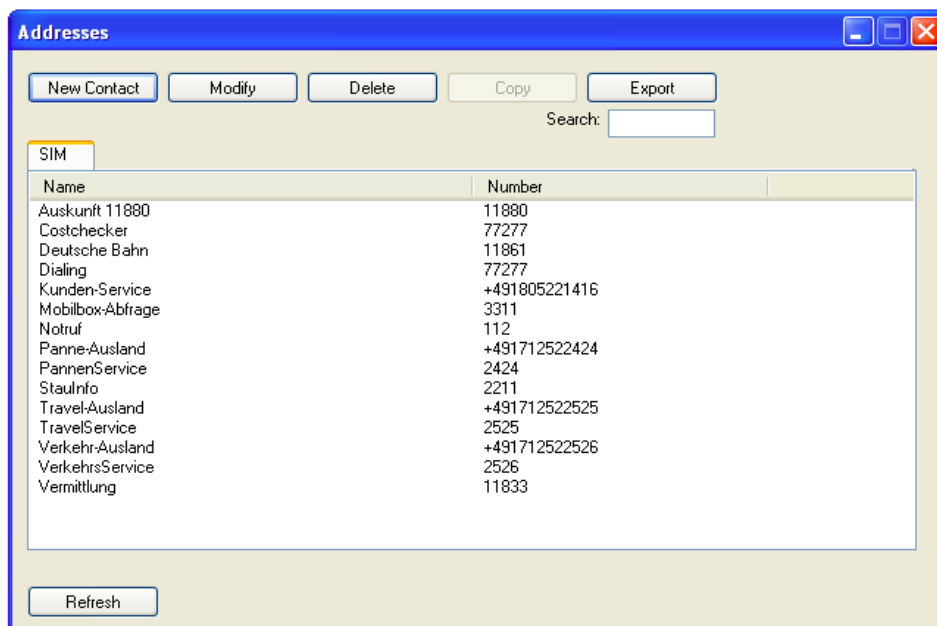 Addresses
New Contact Modify Delete Copy Export
Search:
SIM
Name Number
Auskunft 11880 11880
Costchecker 77277
Deutsche Bahn 11861
Dialing 77277
Kunden-Service +491805221416
Mobilbox-Abfrage 3311
Notruf 112
Panne-Ausland +491712522424
PannenService 2424
StauInfo 2211
Travel-Ausland +491712522525
TravelService 2525
Verkehr-Ausland +491712522526
VerkehrsService 2526
Vermittlung 11833
Refresh